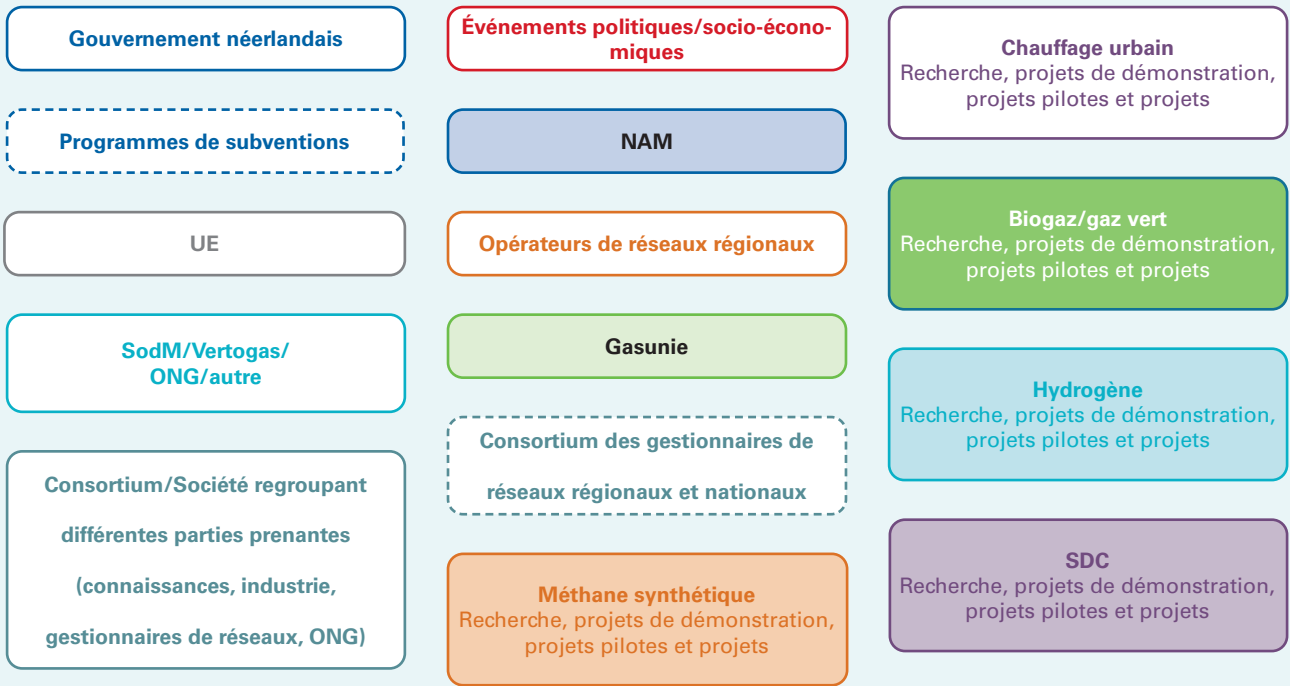 Gouvernement néerlandais
Programmes de subventions
UE
SodM/Vertogas/
ONG/autre
Consortium/Société regroupant
différentes parties prenantes
(connaissances, industrie,
gestionnaires de réseaux, ONG)
Événements politiques/socio-écono-
miques
NAM
Opérateurs de réseaux régionaux
Gasunie
Consortium des gestionnaires de
réseaux régionaux et nationaux
Méthane synthétique
Recherche, projets de démonstration,
projets pilotes et projets
Chauffage urbain
Recherche, projets de démonstration,
projets pilotes et projets
Biogaz/gaz vert
Recherche, projets de démonstration,
projets pilotes et projets
Hydrogène
Recherche, projets de démonstration,
projets pilotes et projets
SDC
Recherche, projets de démonstration,
projets pilotes et projets